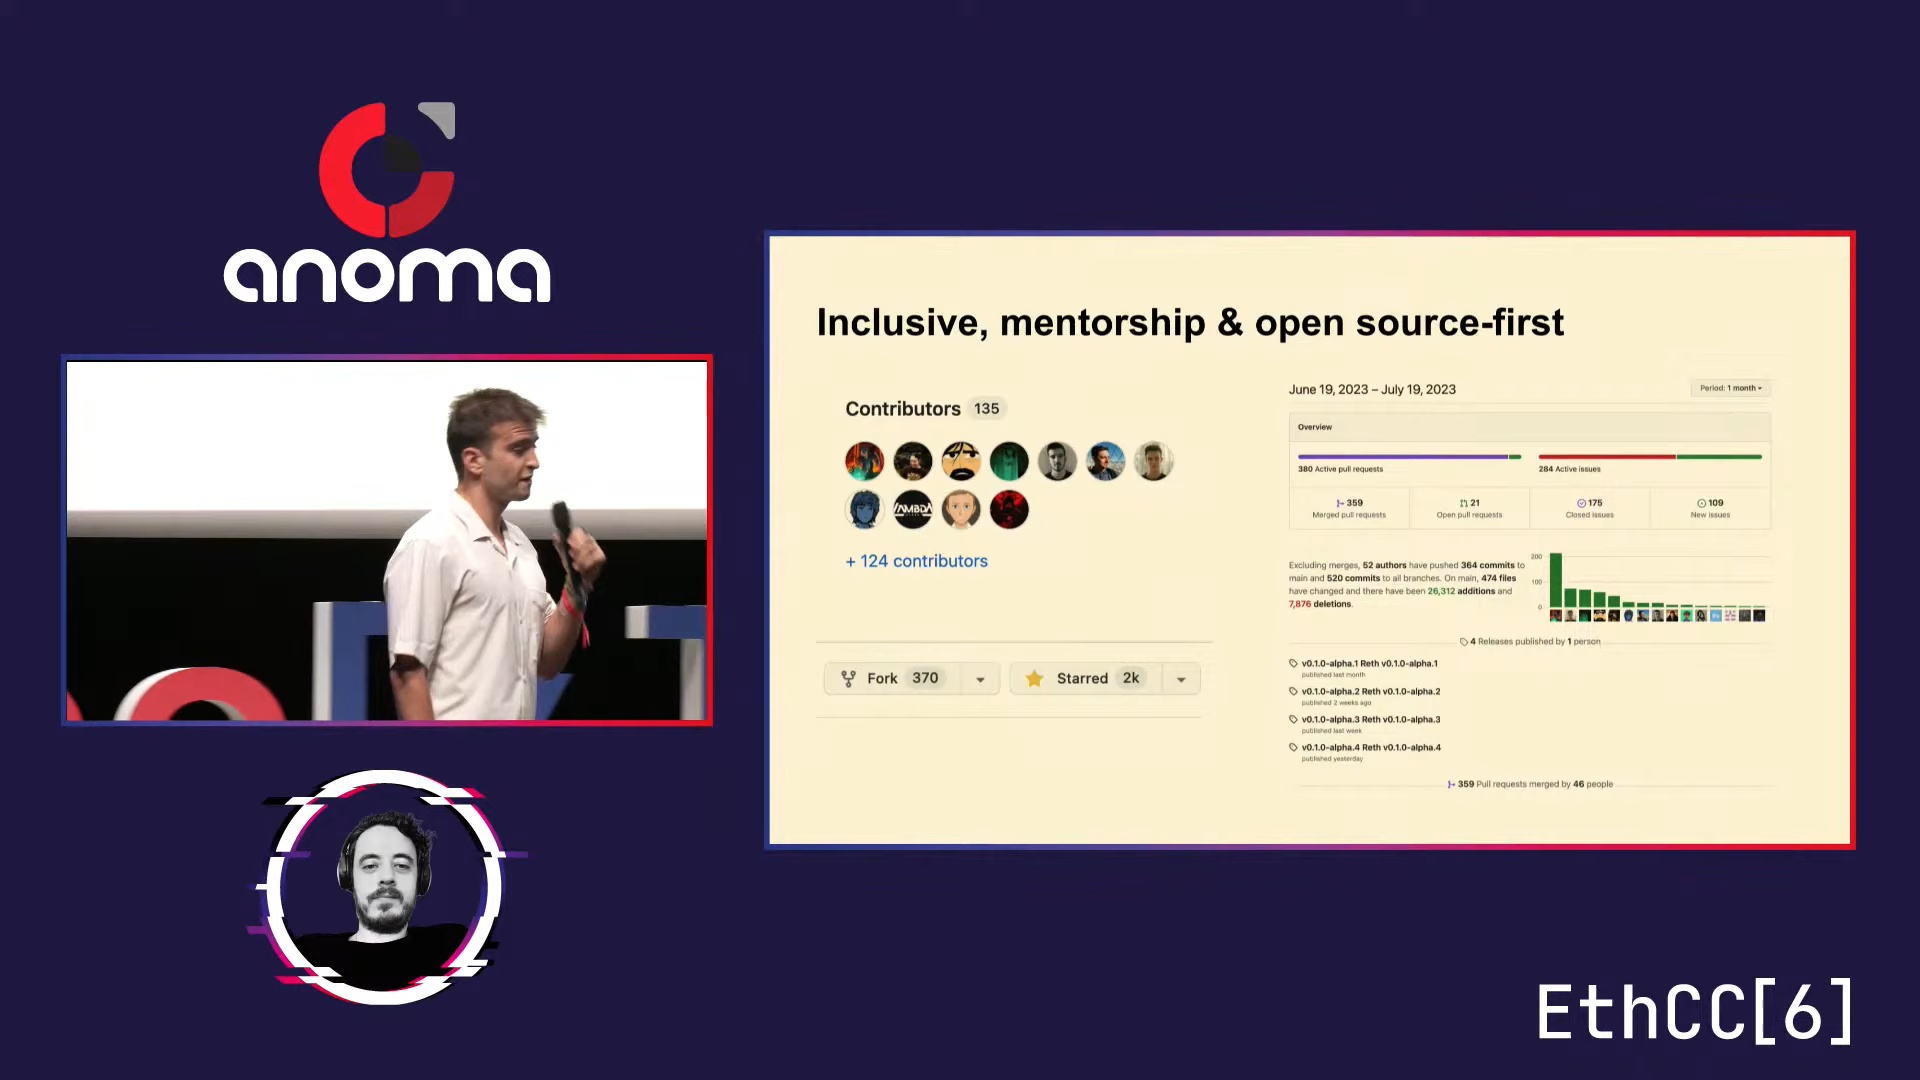 anoma
Inclusive, mentorship & open source-first
Contributors 135
LAMBDA
+ 124 contributors
Fork 370
Starred 2k
June 19, 2023 – July 19, 2023
Period: 1 month
Overview
380 Active pull requests
284 Active issues
359
Merged pull requests
21
Open pull requests
175
Closed issues
109
New issues
Excluding merges, 52 authors have pushed 364 commits to
main and 520 commits to all branches. On main, 474 files
have changed and there have been 26,312 additions and
7,876 deletions.
200
100
0
4 Releases published by 1 person
v0.1.0-alpha.1 Reth v0.1.0-alpha.1
published last month
v0.1.0-alpha.2 Reth v0.1.0-alpha.2
published 2 weeks ago
v0.1.0-alpha.3 Reth v0.1.0-alpha.3
published last week
v0.1.0-alpha.4 Reth v0.1.0-alpha.4
published yesterday
359 Pull requests merged by 46 people
EthCC[6]